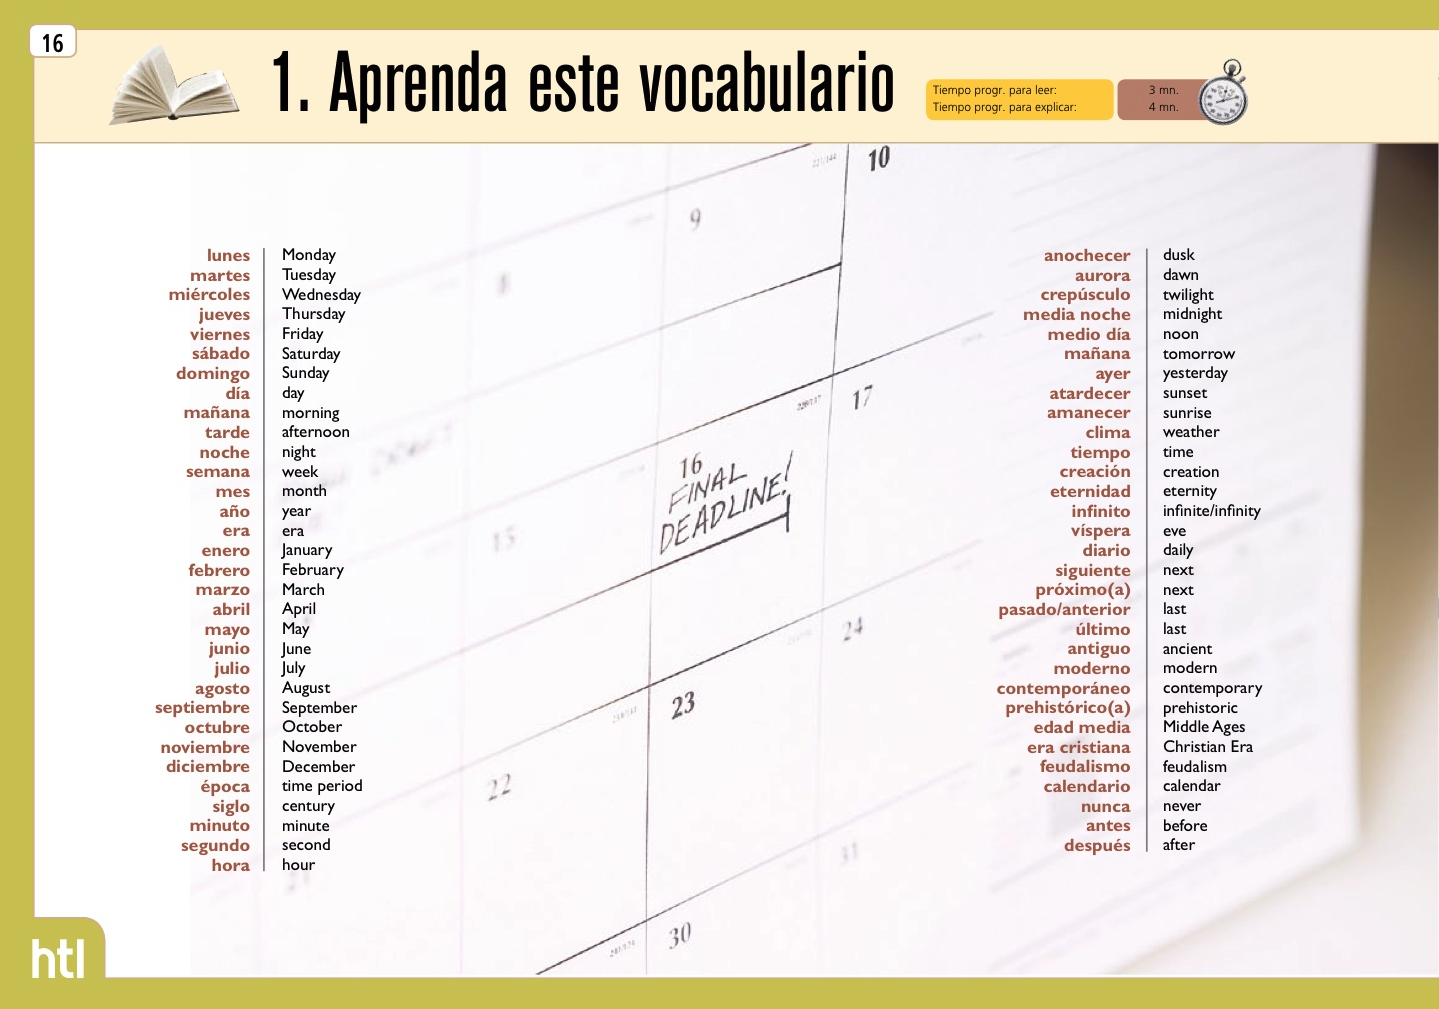 16
1. Aprenda este vocabulario
Tiempo progr. para leer: 3 mn.
Tiempo progr. para explicar: 4 mn.
lunes Monday
martes Tuesday
miércoles Wednesday
jueves Thursday
viernes Friday
sábado Saturday
domingo Sunday
día day
mañana morning
tarde afternoon
noche night
semana week
mes month
año year
era era
enero January
febrero February
marzo March
abril April
mayo May
junio June
julio July
agosto August
septiembre September
octubre October
noviembre November
diciembre December
época time period
siglo century
minuto minute
segundo second
hora hour
10
9
17
16
FINAL
DEADLINE!
15
24
23
22
31
30
anochecer dusk
aurora dawn
crepúsculo twilight
media noche midnight
medio día noon
mañana tomorrow
ayer yesterday
atardecer sunset
amanecer sunrise
clima weather
tiempo time
creación creation
eternidad eternity
infinito infinite/infinity
víspera eve
diario daily
siguiente next
próximo(a) next
pasado/anterior last
último last
antiguo ancient
moderno modern
contemporáneo contemporary
prehistórico(a) prehistoric
edad media Middle Ages
era cristiana Christian Era
feudalismo feudalism
calendario calendar
nunca never
antes before
después after
htl